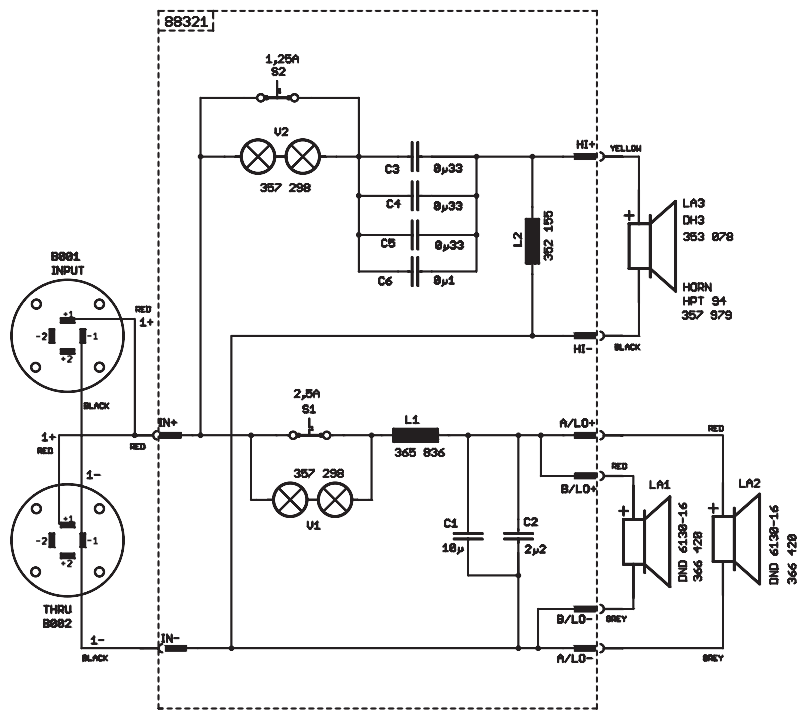 88321
1,25A
S2
V2
357 298
C3
0µ33
C4
0µ33
C5
0µ33
C6
0µ1
L2
352 155
HI+
YELLOW
LA3
DH3
353 078
HORN
HPT 94
357 979
HI-
BLACK
B001
INPUT
RED
1+
+1
-2
-1
+2
BLACK
1+
RED
RED
IN+
1-
2,5A
S1
357 298
V1
L1
365 836
C1
10µ
C2
2µ2
A/LO+
RED
B/LO+
RED
LA1
DND 6130-16
366 420
LA2
DND 6130-16
366 420
+1
-2
-1
+2
THRU
B002
1-
BLACK
IN-
B/LO-
GREY
A/LO-
GREY
+
+
+